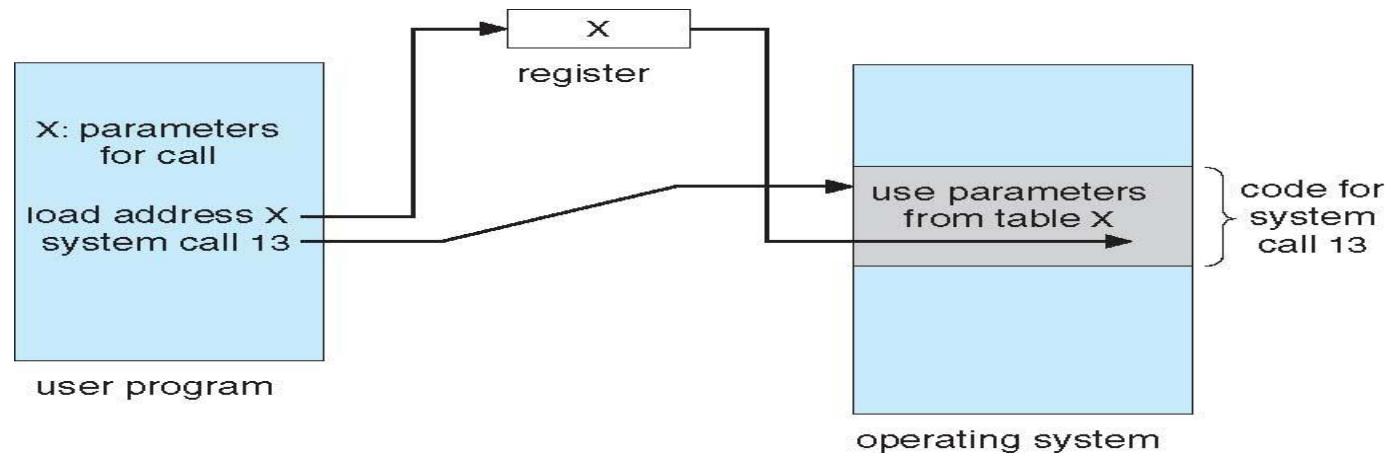 X
register
X: parameters
for call
load address X
system call 13
user program
use parameters
from table X
code for
system
call 13
operating system